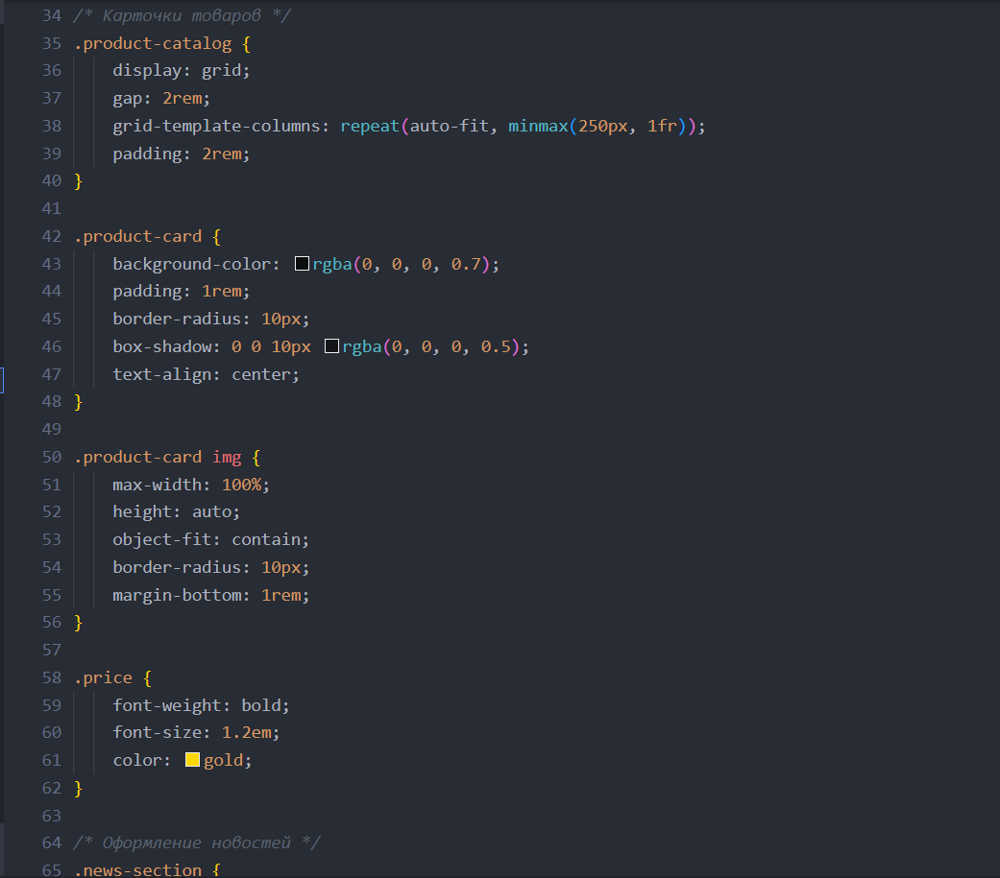 34 /* Карточки товаров */
35 .product-catalog {
36 display: grid;
37 gap: 2rem;
38 grid-template-columns: repeat(auto-fit, minmax(250px, 1fr));
39 padding: 2rem;
40 }
41
42 .product-card {
43 background-color: rgba(0, 0, 0, 0.7);
44 padding: 1rem;
45 border-radius: 10px;
46 box-shadow: 0 0 10px rgba(0, 0, 0, 0.5);
47 text-align: center;
48 }
49
50 .product-card img {
51 max-width: 100%;
52 height: auto;
53 object-fit: contain;
54 border-radius: 10px;
55 margin-bottom: 1rem;
56 }
57
58 .price {
59 font-weight: bold;
60 font-size: 1.2em;
61 color: gold;
62 }
63
64 /* Оформление новостей */
65 .news-section {